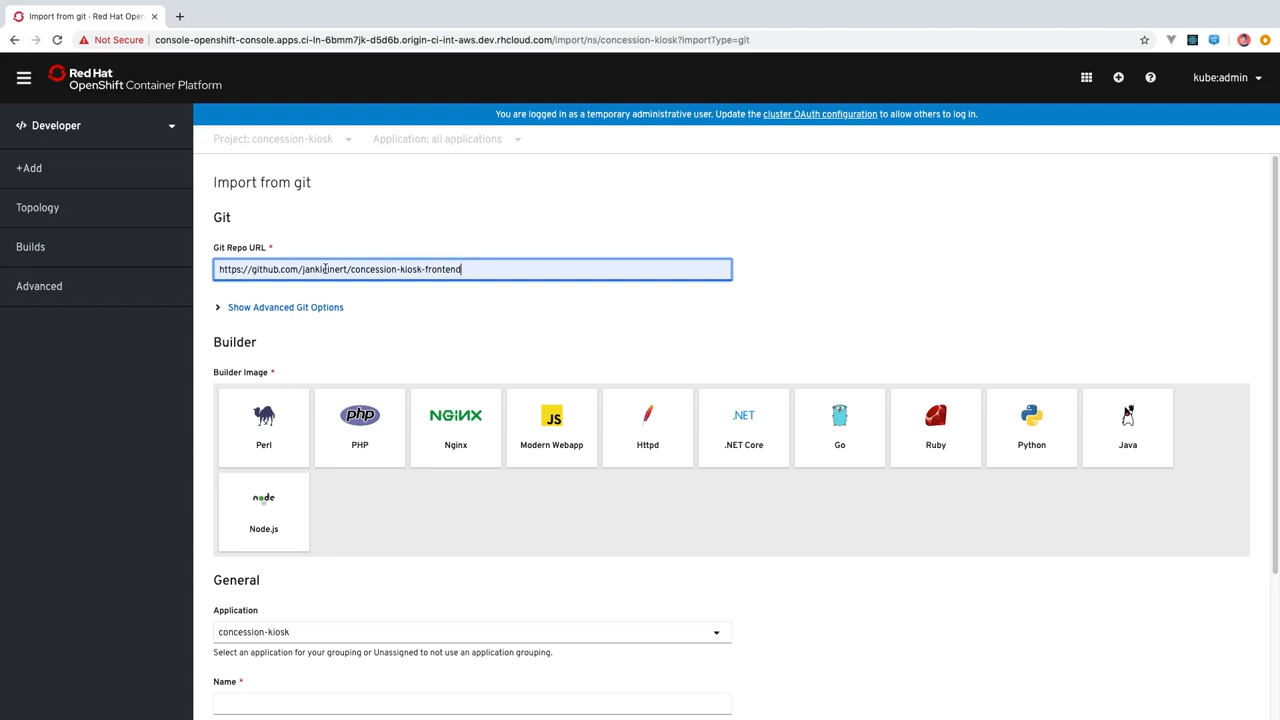 Import from git · Red Hat Open
Not Secure
console-openshift-console.apps.ci-ln-6bmm7jk-d5d6b.origin-ci-int-aws.dev.rhcloud.com/import/ns/concession-kiosk?importType=git
Red Hat
OpenShift Container Platform
kube:admin
You are logged in as a temporary administrative user. Update the cluster OAuth configuration to allow others to log in.
Developer
+Add
Topology
Builds
Advanced
Project: concession-kiosk
Application: all applications
Import from git
Git
Git Repo URL *
https://github.com/jankleinert/concession-kiosk-frontend
Show Advanced Git Options
Builder
Builder Image *
php
NGINX
JS
.NET
Perl
PHP
Nginx
Modern Webapp
Httpd
.NET Core
Go
Ruby
Python
Java
node
Node.js
General
Application
concession-kiosk
Select an application for your grouping or Unassigned to not use an application grouping.
Name *